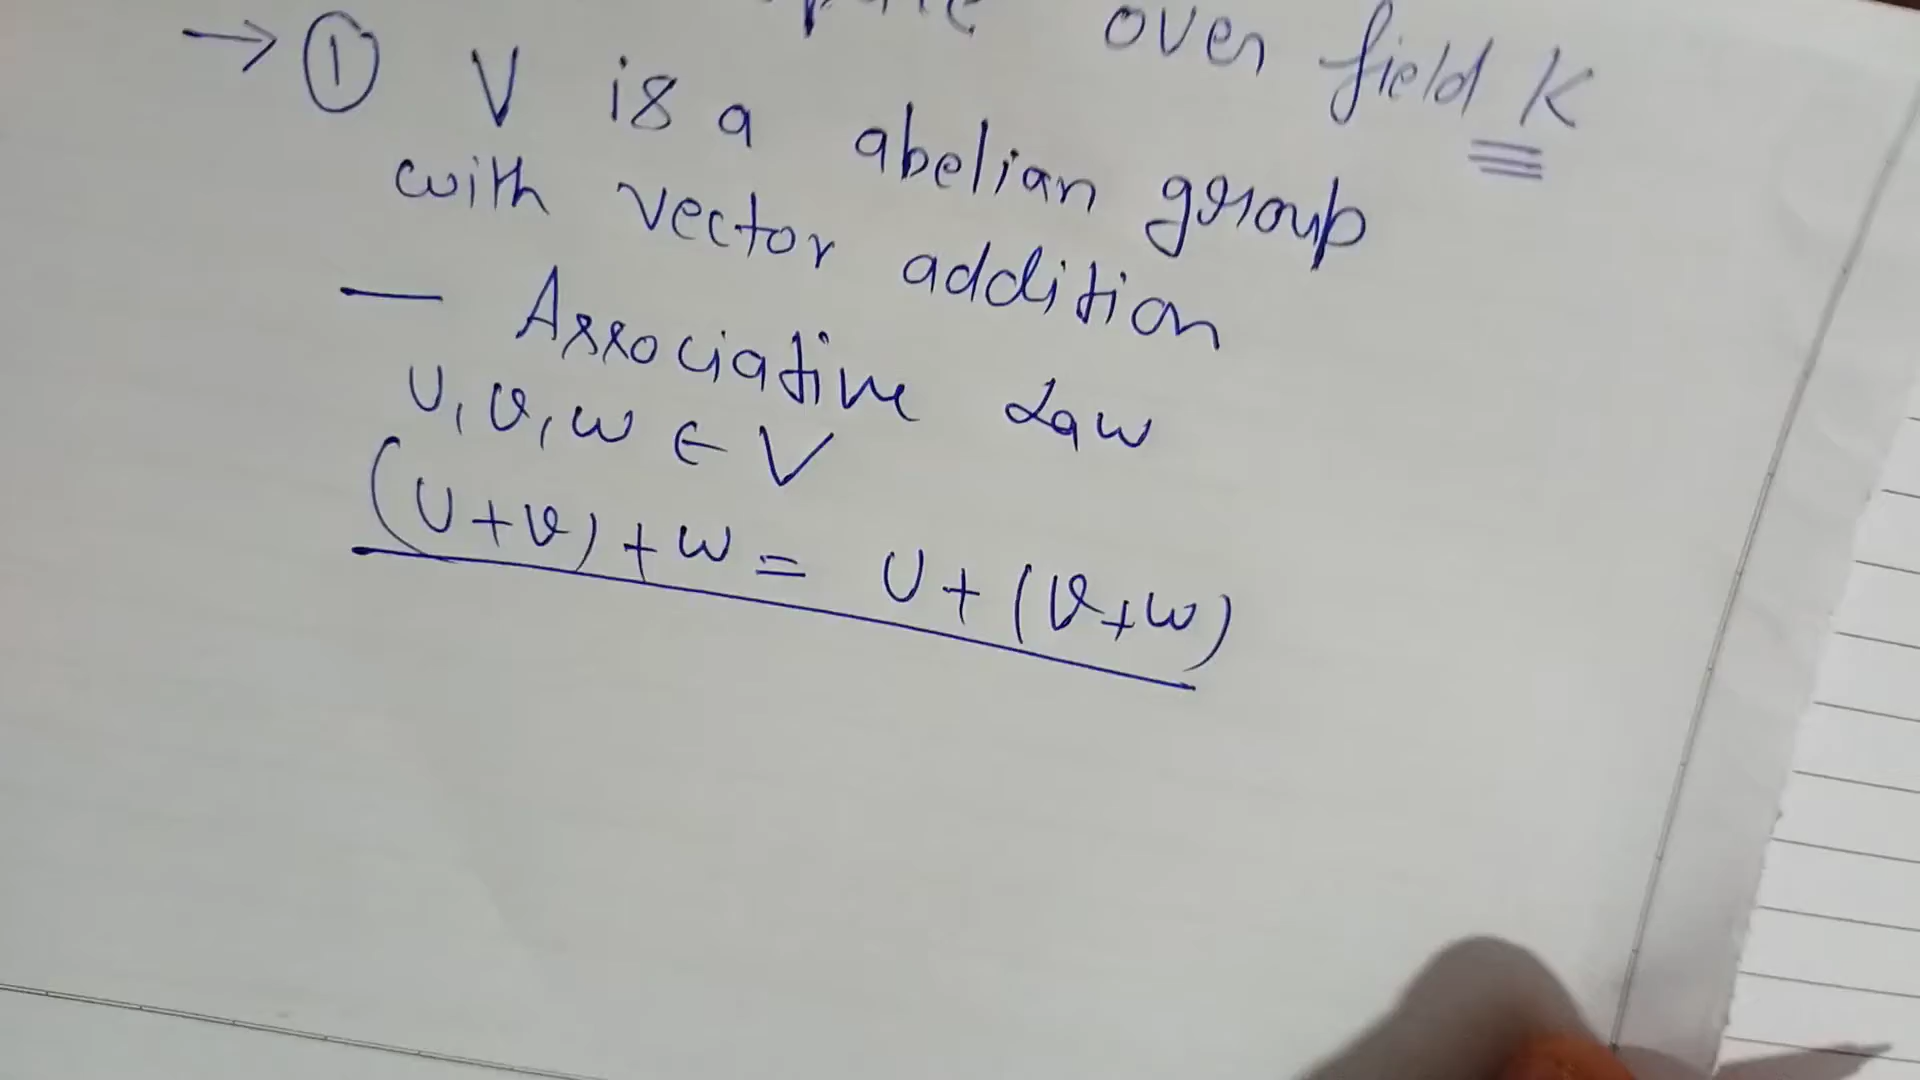 over field K
→ ① V is a abelian group
with vector addition
— Associative Law
U, v, w ∈ V
(U+v)+w = U+(v+w)